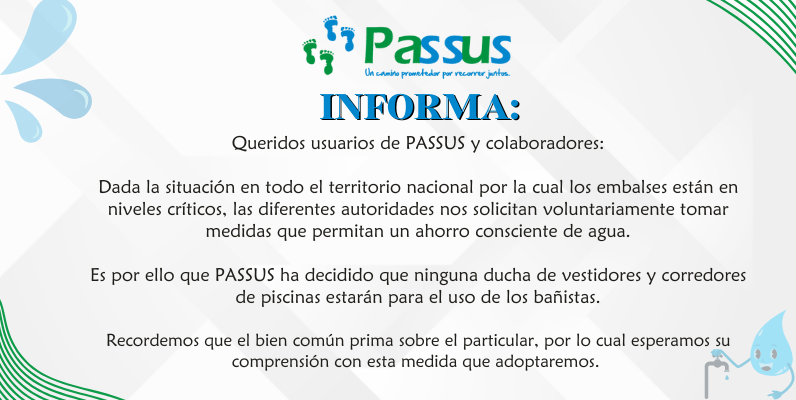 Passus
Un camino prometedor por recorrer juntos.
INFORMA:
Queridos usuarios de PASSUS y colaboradores:
Dada la situación en todo el territorio nacional por la cual los embalses están en
niveles críticos, las diferentes autoridades nos solicitan voluntariamente tomar
medidas que permitan un ahorro consciente de agua.
Es por ello que PASSUS ha decidido que ninguna ducha de vestidores y corredores
de piscinas estarán para el uso de los bañistas.
Recordemos que el bien común prima sobre el particular, por lo cual esperamos su
comprensión con esta medida que adoptaremos.